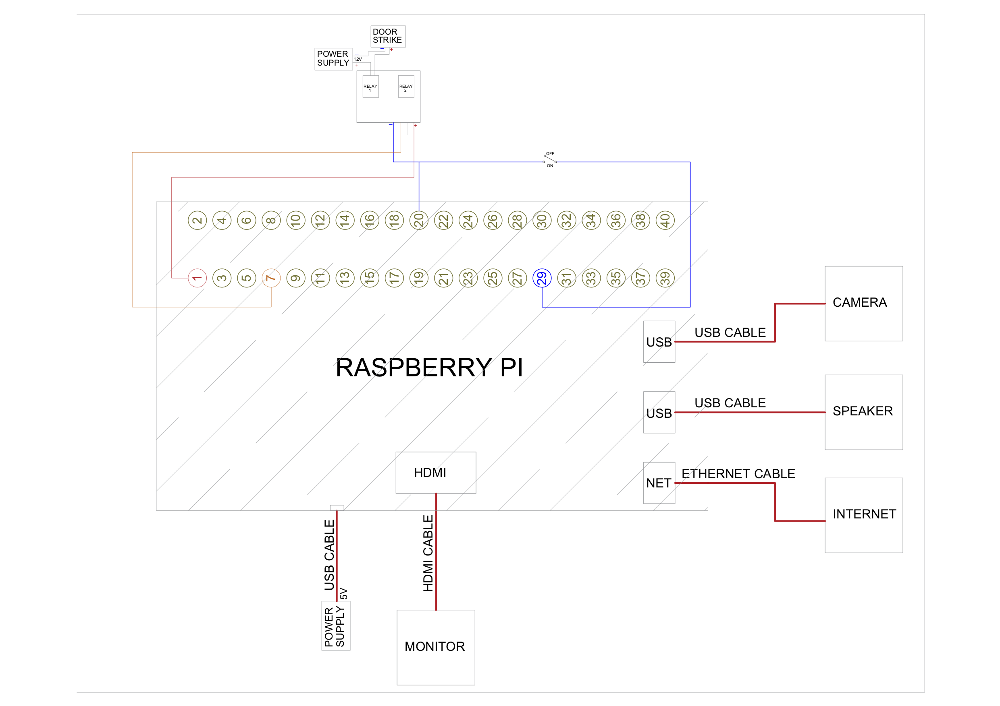 DOOR
STRIKE
– +
POWER
SUPPLY
–
12V
+
RELAY
1
RELAY
2
– +
OFF
ON
2 4 6 8 10 12 14 16 18 20 22 24 26 28 30 32 34 36 38 40
1 3 5 7 9 11 13 15 17 19 21 23 25 27 29 31 33 35 37 39
CAMERA
USB CABLE
USB
RASPBERRY PI
USB CABLE
USB
SPEAKER
HDMI
ETHERNET CABLE
NET
INTERNET
USB CABLE
5V
HDMI CABLE
POWER
SUPPLY
MONITOR